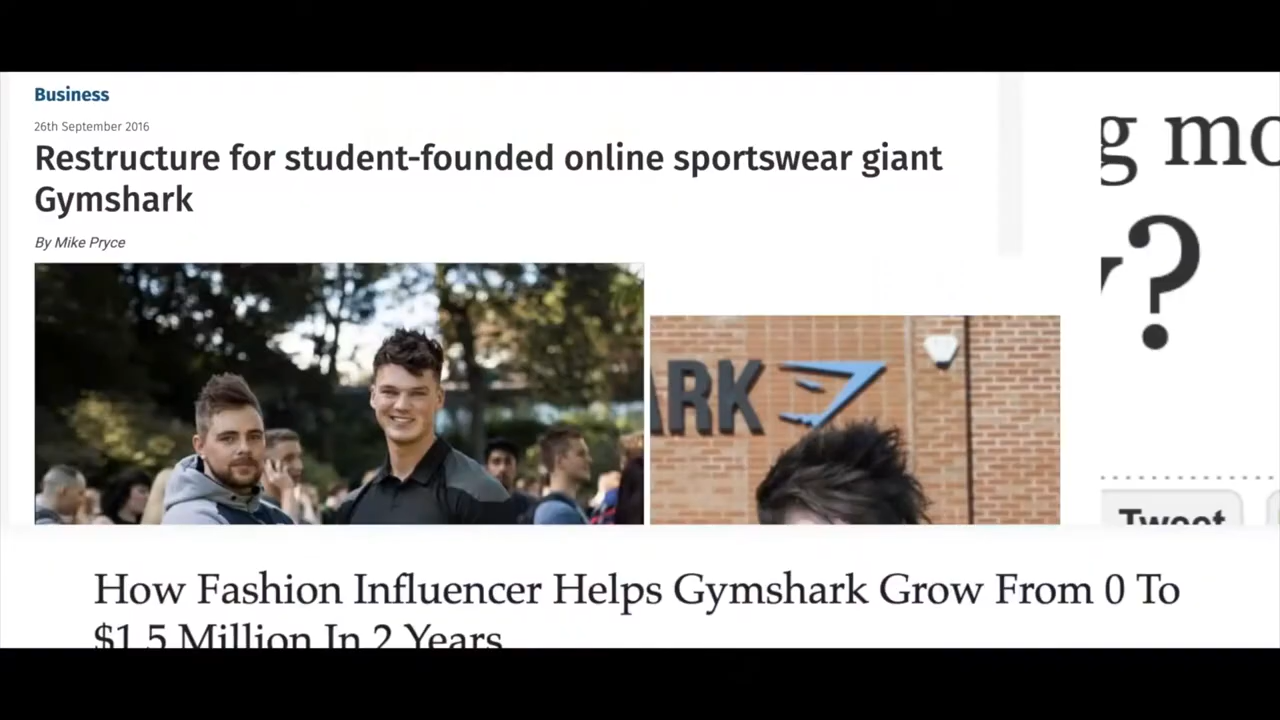 Business
26th September 2016
Restructure for student-founded online sportswear giant
Gymshark
By Mike Pryce
g mo
?
ARK
Tweet
How Fashion Influencer Helps Gymshark Grow From 0 To
$1.5 Million In 2 Years